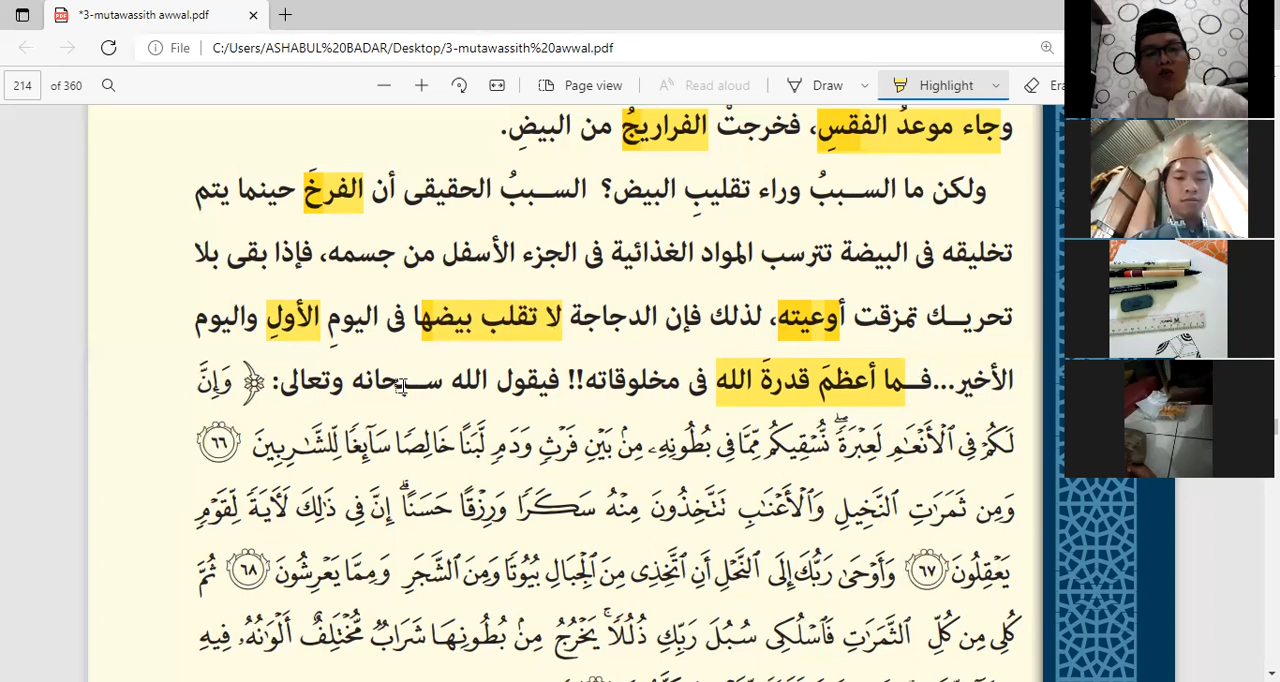 *3-mutawassith awwal.pdf
File C:/Users/ASHABUL%20BADAR/Desktop/3-mutawassith%20awwal.pdf
214 of 360 Page view Read aloud Draw Highlight Era
وجاء موعدُ الفقسِ، فخرجتْ الفراريجُ من البيضِ.
ولكن ما السببُ وراء تقليبِ البيض؟ السببُ الحقيقى أن الفرخَ حينما يتم
تخليقه فى البيضة تترسب المواد الغذائية فى الجزء الأسفل من جسمه، فإذا بقى بلا
تحريك تمزقت أوعيته، لذلك فإن الدجاجة لا تقلب بيضها فى اليومِ الأولِ واليوم
الأخير...فما أعظمَ قدرةَ الله فى مخلوقاته!! فيقول الله سبحانه وتعالى: ﴿ وَإِنَّ
لَكُمْ فِى ٱلْأَنْعَٰمِ لَعِبْرَةً ۖ نُّسْقِيكُم مِّمَّا فِى بُطُونِهِۦ مِنۢ بَيْنِ فَرْثٍ وَدَمٍ لَّبَنًا خَالِصًا سَآئِغًا لِّلشَّٰرِبِينَ ٦٦
وَمِن ثَمَرَٰتِ ٱلنَّخِيلِ وَٱلْأَعْنَٰبِ تَتَّخِذُونَ مِنْهُ سَكَرًا وَرِزْقًا حَسَنًا ۗ إِنَّ فِى ذَٰلِكَ لَءَايَةً لِّقَوْمٍ
يَعْقِلُونَ ٦٧ وَأَوْحَىٰ رَبُّكَ إِلَى ٱلنَّحْلِ أَنِ ٱتَّخِذِى مِنَ ٱلْجِبَالِ بُيُوتًا وَمِنَ ٱلشَّجَرِ وَمِمَّا يَعْرِشُونَ ٦٨ ثُمَّ
كُلِى مِن كُلِّ ٱلثَّمَرَٰتِ فَٱسْلُكِى سُبُلَ رَبِّكِ ذُلُلًا ۚ يَخْرُجُ مِنۢ بُطُونِهَا شَرَابٌ مُّخْتَلِفٌ أَلْوَٰنُهُۥ فِيهِ